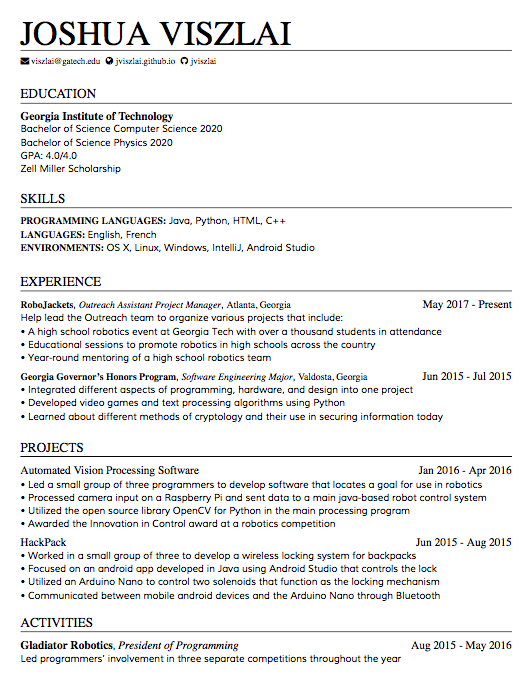 JOSHUA VISZLAI
viszlai@gatech.edu jviszlai.github.io jviszlai
EDUCATION
Georgia Institute of Technology
Bachelor of Science Computer Science 2020
Bachelor of Science Physics 2020
GPA: 4.0/4.0
Zell Miller Scholarship
SKILLS
PROGRAMMING LANGUAGES: Java, Python, HTML, C++
LANGUAGES: English, French
ENVIRONMENTS: OS X, Linux, Windows, IntelliJ, Android Studio
EXPERIENCE
RoboJackets, Outreach Assistant Project Manager, Atlanta, Georgia May 2017 - Present
Help lead the Outreach team to organize various projects that include:
• A high school robotics event at Georgia Tech with over a thousand students in attendance
• Educational sessions to promote robotics in high schools across the country
• Year-round mentoring of a high school robotics team
Georgia Governor's Honors Program, Software Engineering Major, Valdosta, Georgia Jun 2015 - Jul 2015
• Integrated different aspects of programming, hardware, and design into one project
• Developed video games and text processing algorithms using Python
• Learned about different methods of cryptology and their use in securing information today
PROJECTS
Automated Vision Processing Software Jan 2016 - Apr 2016
• Led a small group of three programmers to develop software that locates a goal for use in robotics
• Processed camera input on a Raspberry Pi and sent data to a main java-based robot control system
• Utilized the open source library OpenCV for Python in the main processing program
• Awarded the Innovation in Control award at a robotics competition
HackPack Jun 2015 - Aug 2015
• Worked in a small group of three to develop a wireless locking system for backpacks
• Focused on an android app developed in Java using Android Studio that controls the lock
• Utilized an Arduino Nano to control two solenoids that function as the locking mechanism
• Communicated between mobile android devices and the Arduino Nano through Bluetooth
ACTIVITIES
Gladiator Robotics, President of Programming Aug 2015 - May 2016
Led programmers' involvement in three separate competitions throughout the year